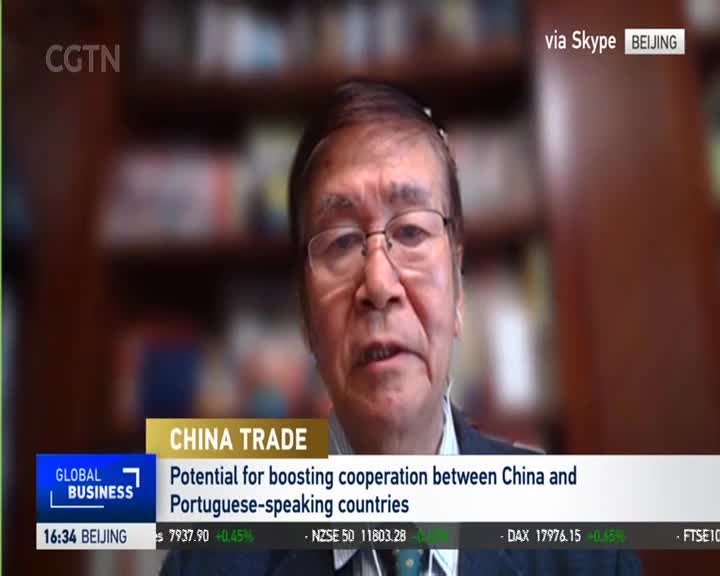 CGTN
via Skype BEIJING
CHINA TRADE
GLOBAL
BUSINESS
Potential for boosting cooperation between China and
Portuguese-speaking countries
16:34 BEIJING
7937.90 +0.45% · NZSE 50 11803.28 · DAX 17976.15 +0.65% · FTSE10